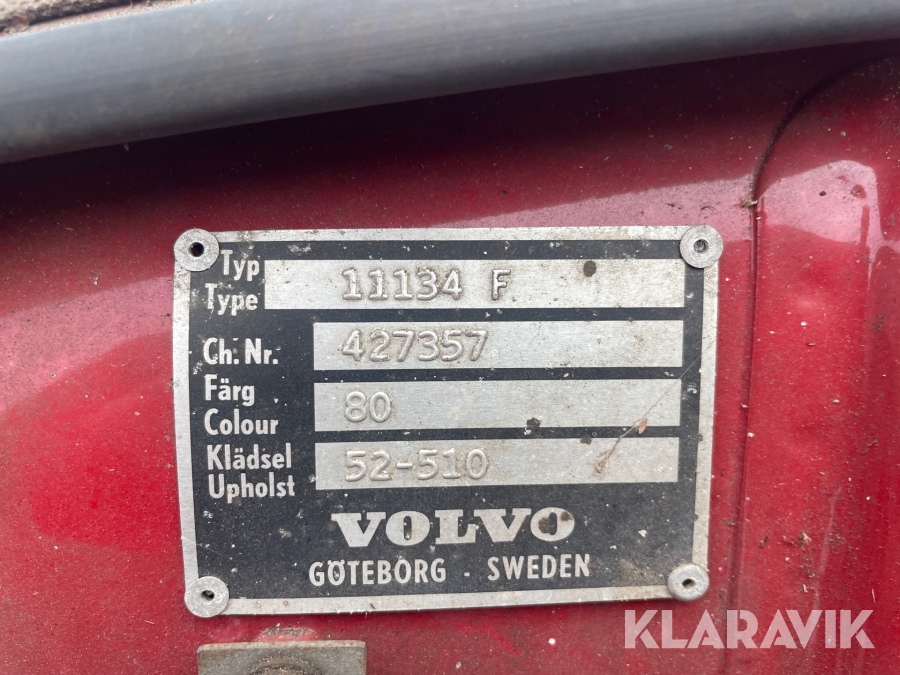 Typ
Type
11134 F
Ch. Nr.
427357
Färg
Colour
80
Klädsel
Upholst
52-510
VOLVO
GÖTEBORG - SWEDEN
KLARAVIK